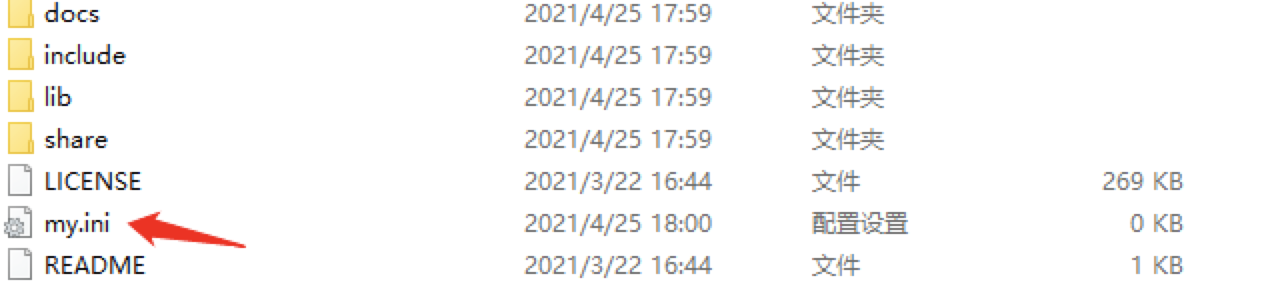 docs 2021/4/25 17:59 文件夹
include 2021/4/25 17:59 文件夹
lib 2021/4/25 17:59 文件夹
share 2021/4/25 17:59 文件夹
LICENSE 2021/3/22 16:44 文件 269 KB
my.ini 2021/4/25 18:00 配置设置 0 KB
README 2021/3/22 16:44 文件 1 KB